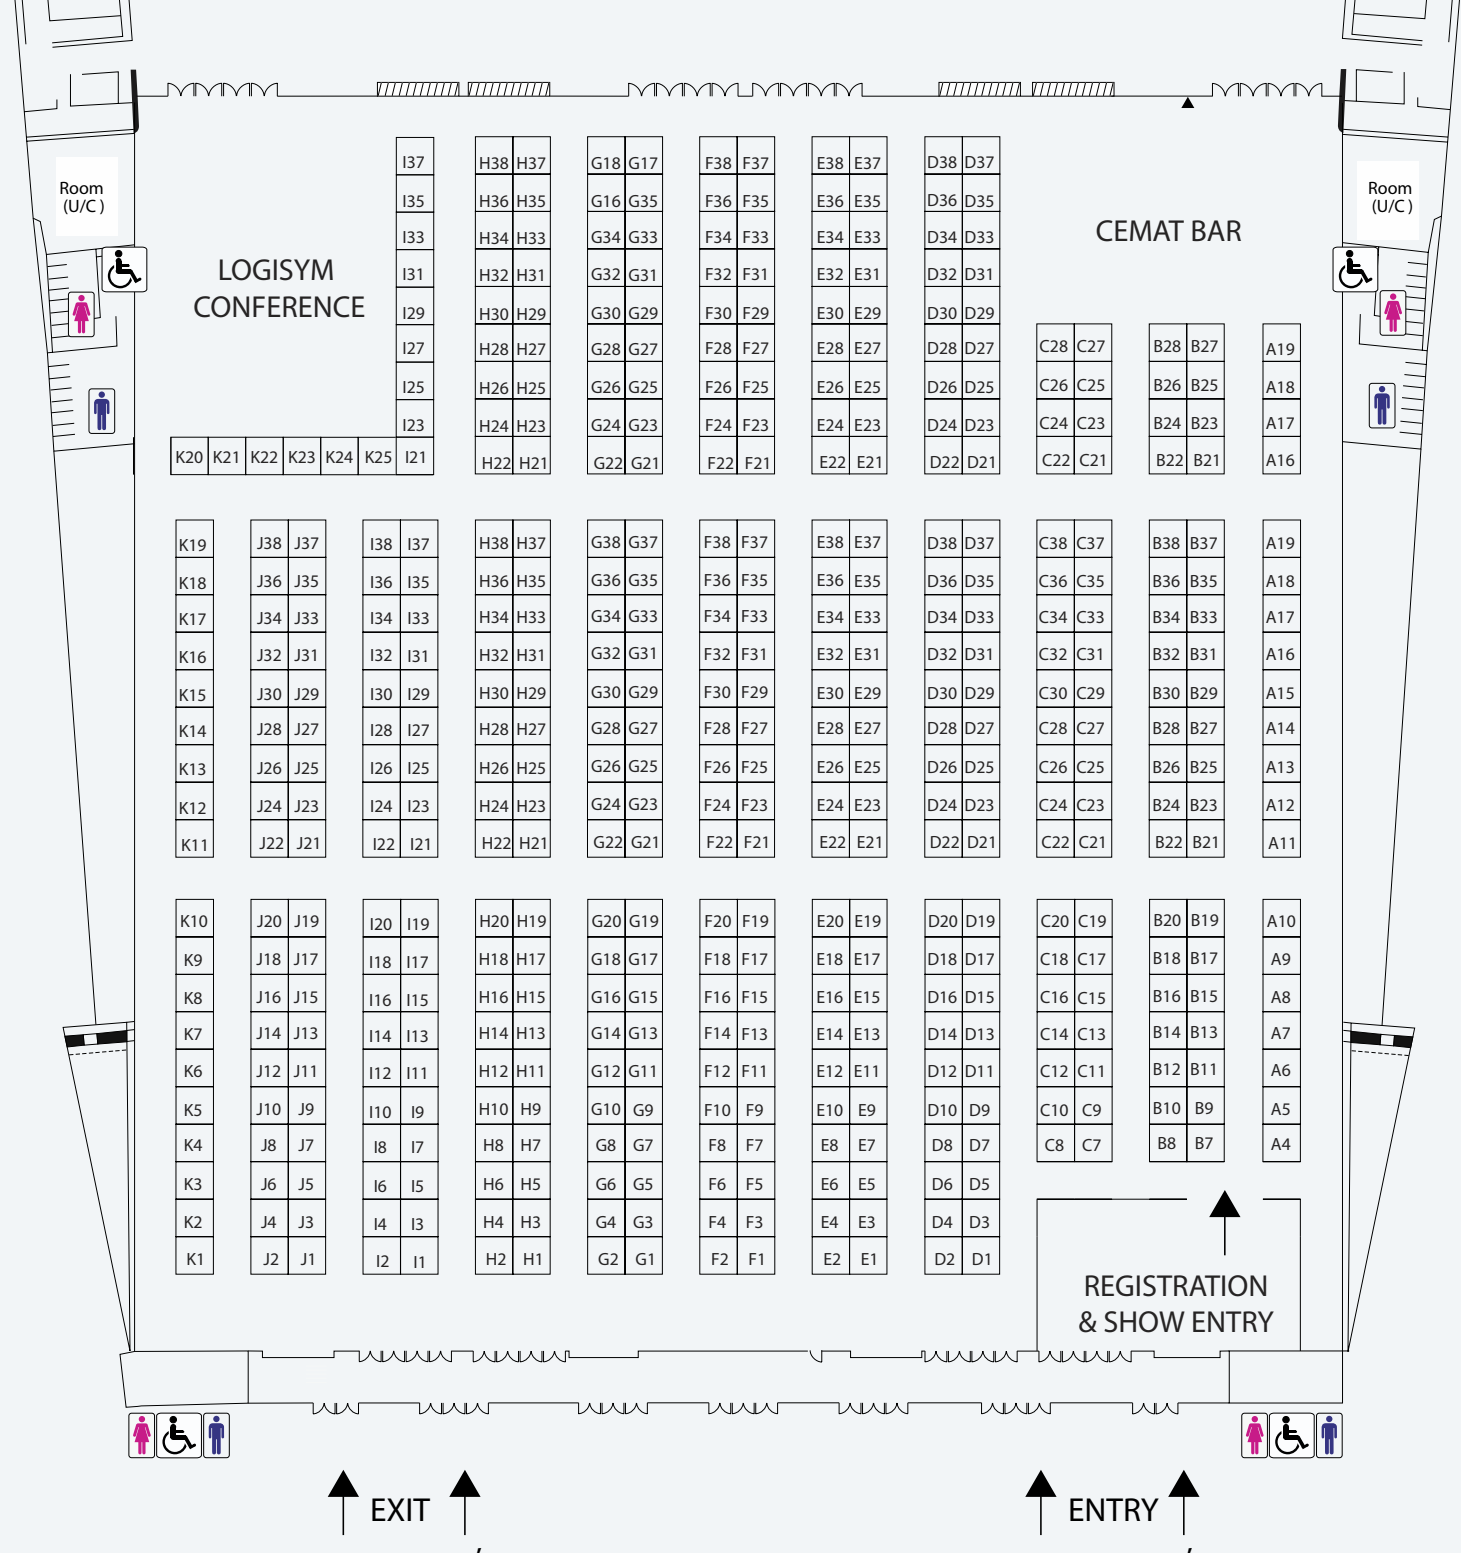 I37 H38 H37 G18 G17 F38 F37 E38 E37 D38 D37
Room
(U/C )
Room
(U/C )
I35 H36 H35 G16 G35 F36 F35 E36 E35 D36 D35
I33 H34 H33 G34 G33 F34 F33 E34 E33 D34 D33
CEMAT BAR
LOGISYM
CONFERENCE
I31 H32 H31 G32 G31 F32 F31 E32 E31 D32 D31
I29 H30 H29 G30 G29 F30 F29 E30 E29 D30 D29
I27 H28 H27 G28 G27 F28 F27 E28 E27 D28 D27 C28 C27 B28 B27 A19
I25 H26 H25 G26 G25 F26 F25 E26 E25 D26 D25 C26 C25 B26 B25 A18
I23 H24 H23 G24 G23 F24 F23 E24 E23 D24 D23 C24 C23 B24 B23 A17
K20 K21 K22 K23 K24 K25 I21 H22 H21 G22 G21 F22 F21 E22 E21 D22 D21 C22 C21 B22 B21 A16
K19 J38 J37 I38 I37 H38 H37 G38 G37 F38 F37 E38 E37 D38 D37 C38 C37 B38 B37 A19
K18 J36 J35 I36 I35 H36 H35 G36 G35 F36 F35 E36 E35 D36 D35 C36 C35 B36 B35 A18
K17 J34 J33 I34 I33 H34 H33 G34 G33 F34 F33 E34 E33 D34 D33 C34 C33 B34 B33 A17
K16 J32 J31 I32 I31 H32 H31 G32 G31 F32 F31 E32 E31 D32 D31 C32 C31 B32 B31 A16
K15 J30 J29 I30 I29 H30 H29 G30 G29 F30 F29 E30 E29 D30 D29 C30 C29 B30 B29 A15
K14 J28 J27 I28 I27 H28 H27 G28 G27 F28 F27 E28 E27 D28 D27 C28 C27 B28 B27 A14
K13 J26 J25 I26 I25 H26 H25 G26 G25 F26 F25 E26 E25 D26 D25 C26 C25 B26 B25 A13
K12 J24 J23 I24 I23 H24 H23 G24 G23 F24 F23 E24 E23 D24 D23 C24 C23 B24 B23 A12
K11 J22 J21 I22 I21 H22 H21 G22 G21 F22 F21 E22 E21 D22 D21 C22 C21 B22 B21 A11
K10 J20 J19 I20 I19 H20 H19 G20 G19 F20 F19 E20 E19 D20 D19 C20 C19 B20 B19 A10
K9 J18 J17 I18 I17 H18 H17 G18 G17 F18 F17 E18 E17 D18 D17 C18 C17 B18 B17 A9
K8 J16 J15 I16 I15 H16 H15 G16 G15 F16 F15 E16 E15 D16 D15 C16 C15 B16 B15 A8
K7 J14 J13 I14 I13 H14 H13 G14 G13 F14 F13 E14 E13 D14 D13 C14 C13 B14 B13 A7
K6 J12 J11 I12 I11 H12 H11 G12 G11 F12 F11 E12 E11 D12 D11 C12 C11 B12 B11 A6
K5 J10 J9 I10 I9 H10 H9 G10 G9 F10 F9 E10 E9 D10 D9 C10 C9 B10 B9 A5
K4 J8 J7 I8 I7 H8 H7 G8 G7 F8 F7 E8 E7 D8 D7 C8 C7 B8 B7 A4
K3 J6 J5 I6 I5 H6 H5 G6 G5 F6 F5 E6 E5 D6 D5
K2 J4 J3 I4 I3 H4 H3 G4 G3 F4 F3 E4 E3 D4 D3
K1 J2 J1 I2 I1 H2 H1 G2 G1 F2 F1 E2 E1 D2 D1
REGISTRATION
& SHOW ENTRY
EXIT
ENTRY